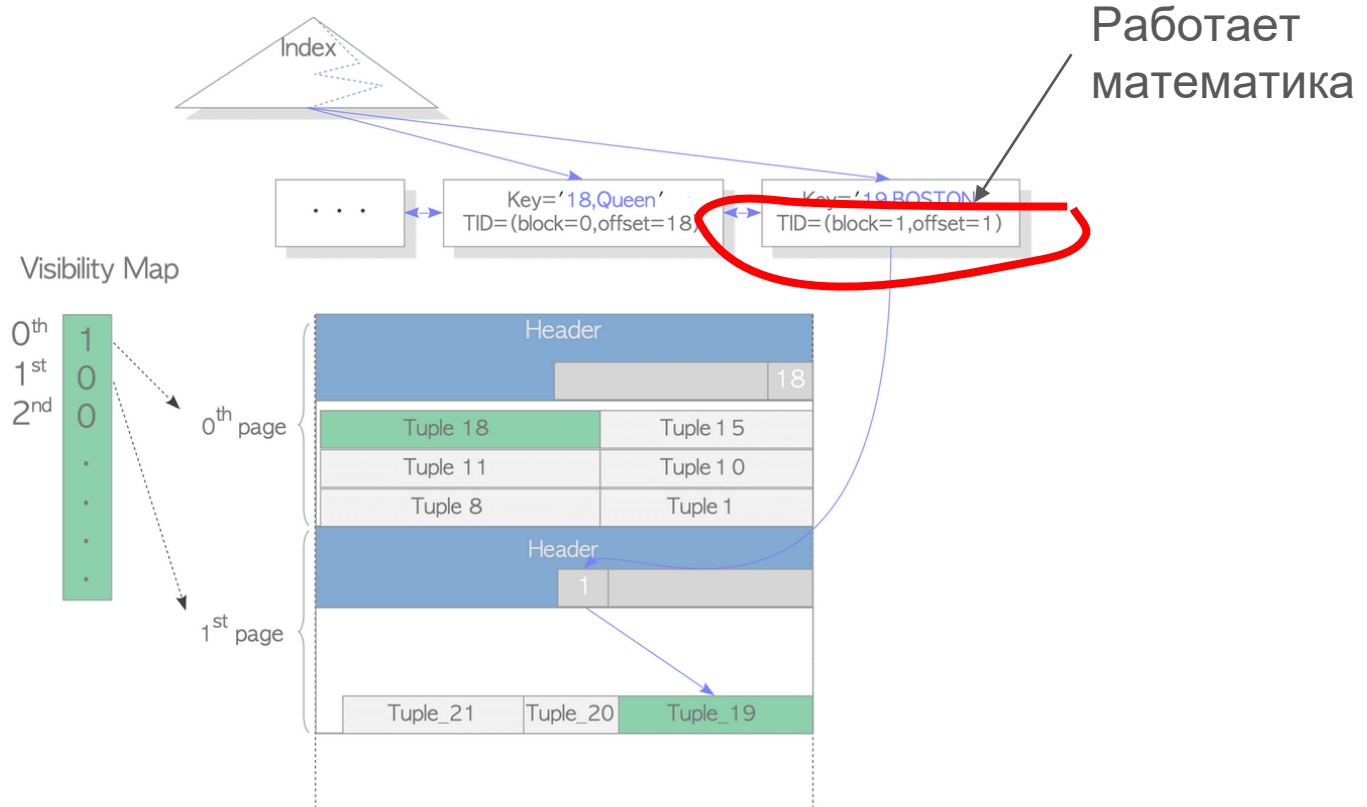 Работает
математика
Index
. . .
Key='18,Queen'
TID=(block=0,offset=18)
Key='19,BOSTON
TID=(block=1,offset=1)
Visibility Map
0th 1
1st 0
2nd 0
.
.
.
.
0th page
Header
18
Tuple 18 Tuple 15
Tuple 11 Tuple 10
Tuple 8 Tuple 1
1st page
Header
1
Tuple_21 Tuple_20 Tuple_19